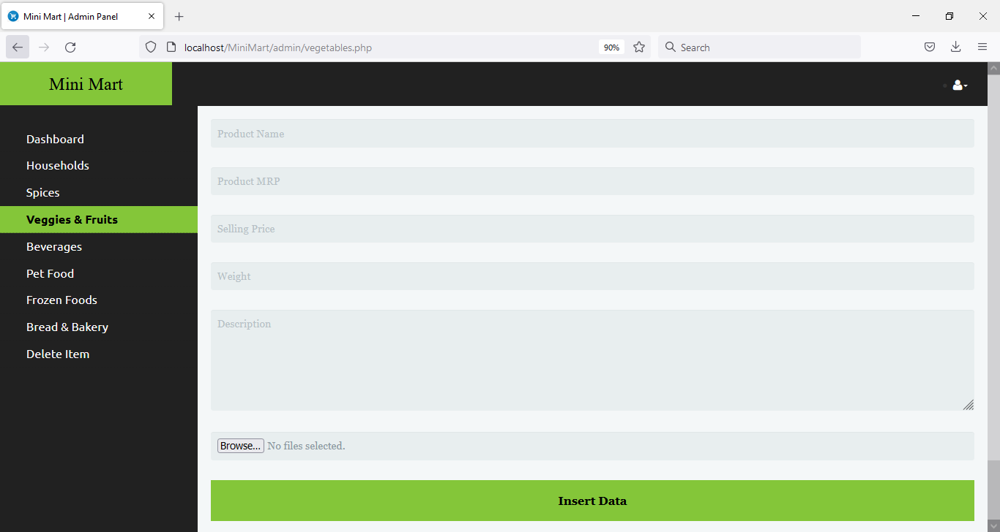 Mini Mart | Admin Panel
localhost/MiniMart/admin/vegetables.php
90%
Search
Mini Mart
Dashboard
Households
Spices
Veggies & Fruits
Beverages
Pet Food
Frozen Foods
Bread & Bakery
Delete Item
Product Name
Product MRP
Selling Price
Weight
Description
Browse... No files selected.
Insert Data